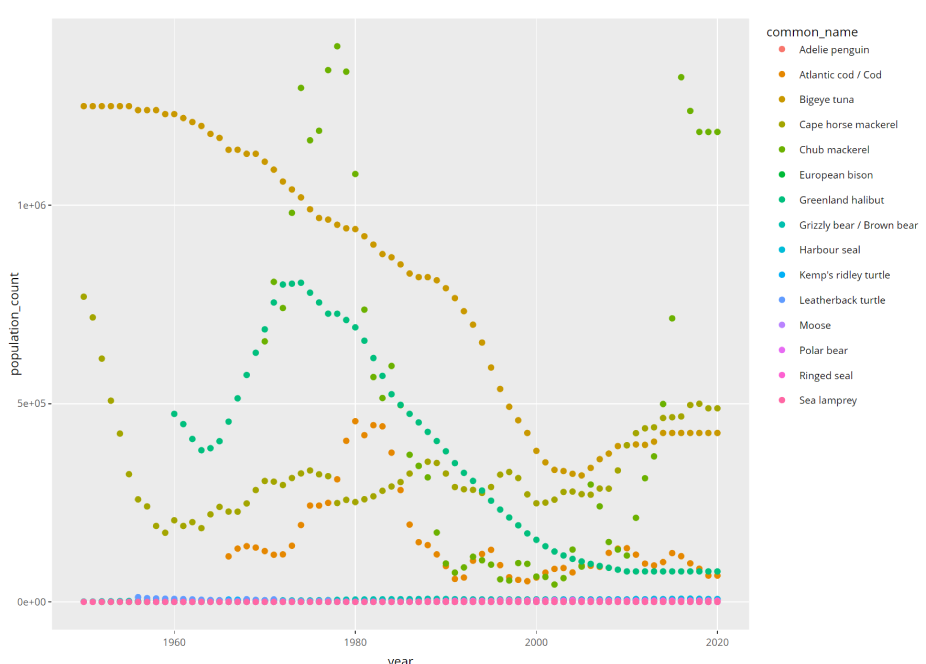 population_count
1e+06
5e+05
0e+00
1960
1980
2000
2020
year
common_name
Adelie penguin
Atlantic cod / Cod
Bigeye tuna
Cape horse mackerel
Chub mackerel
European bison
Greenland halibut
Grizzly bear / Brown bear
Harbour seal
Kemp's ridley turtle
Leatherback turtle
Moose
Polar bear
Ringed seal
Sea lamprey